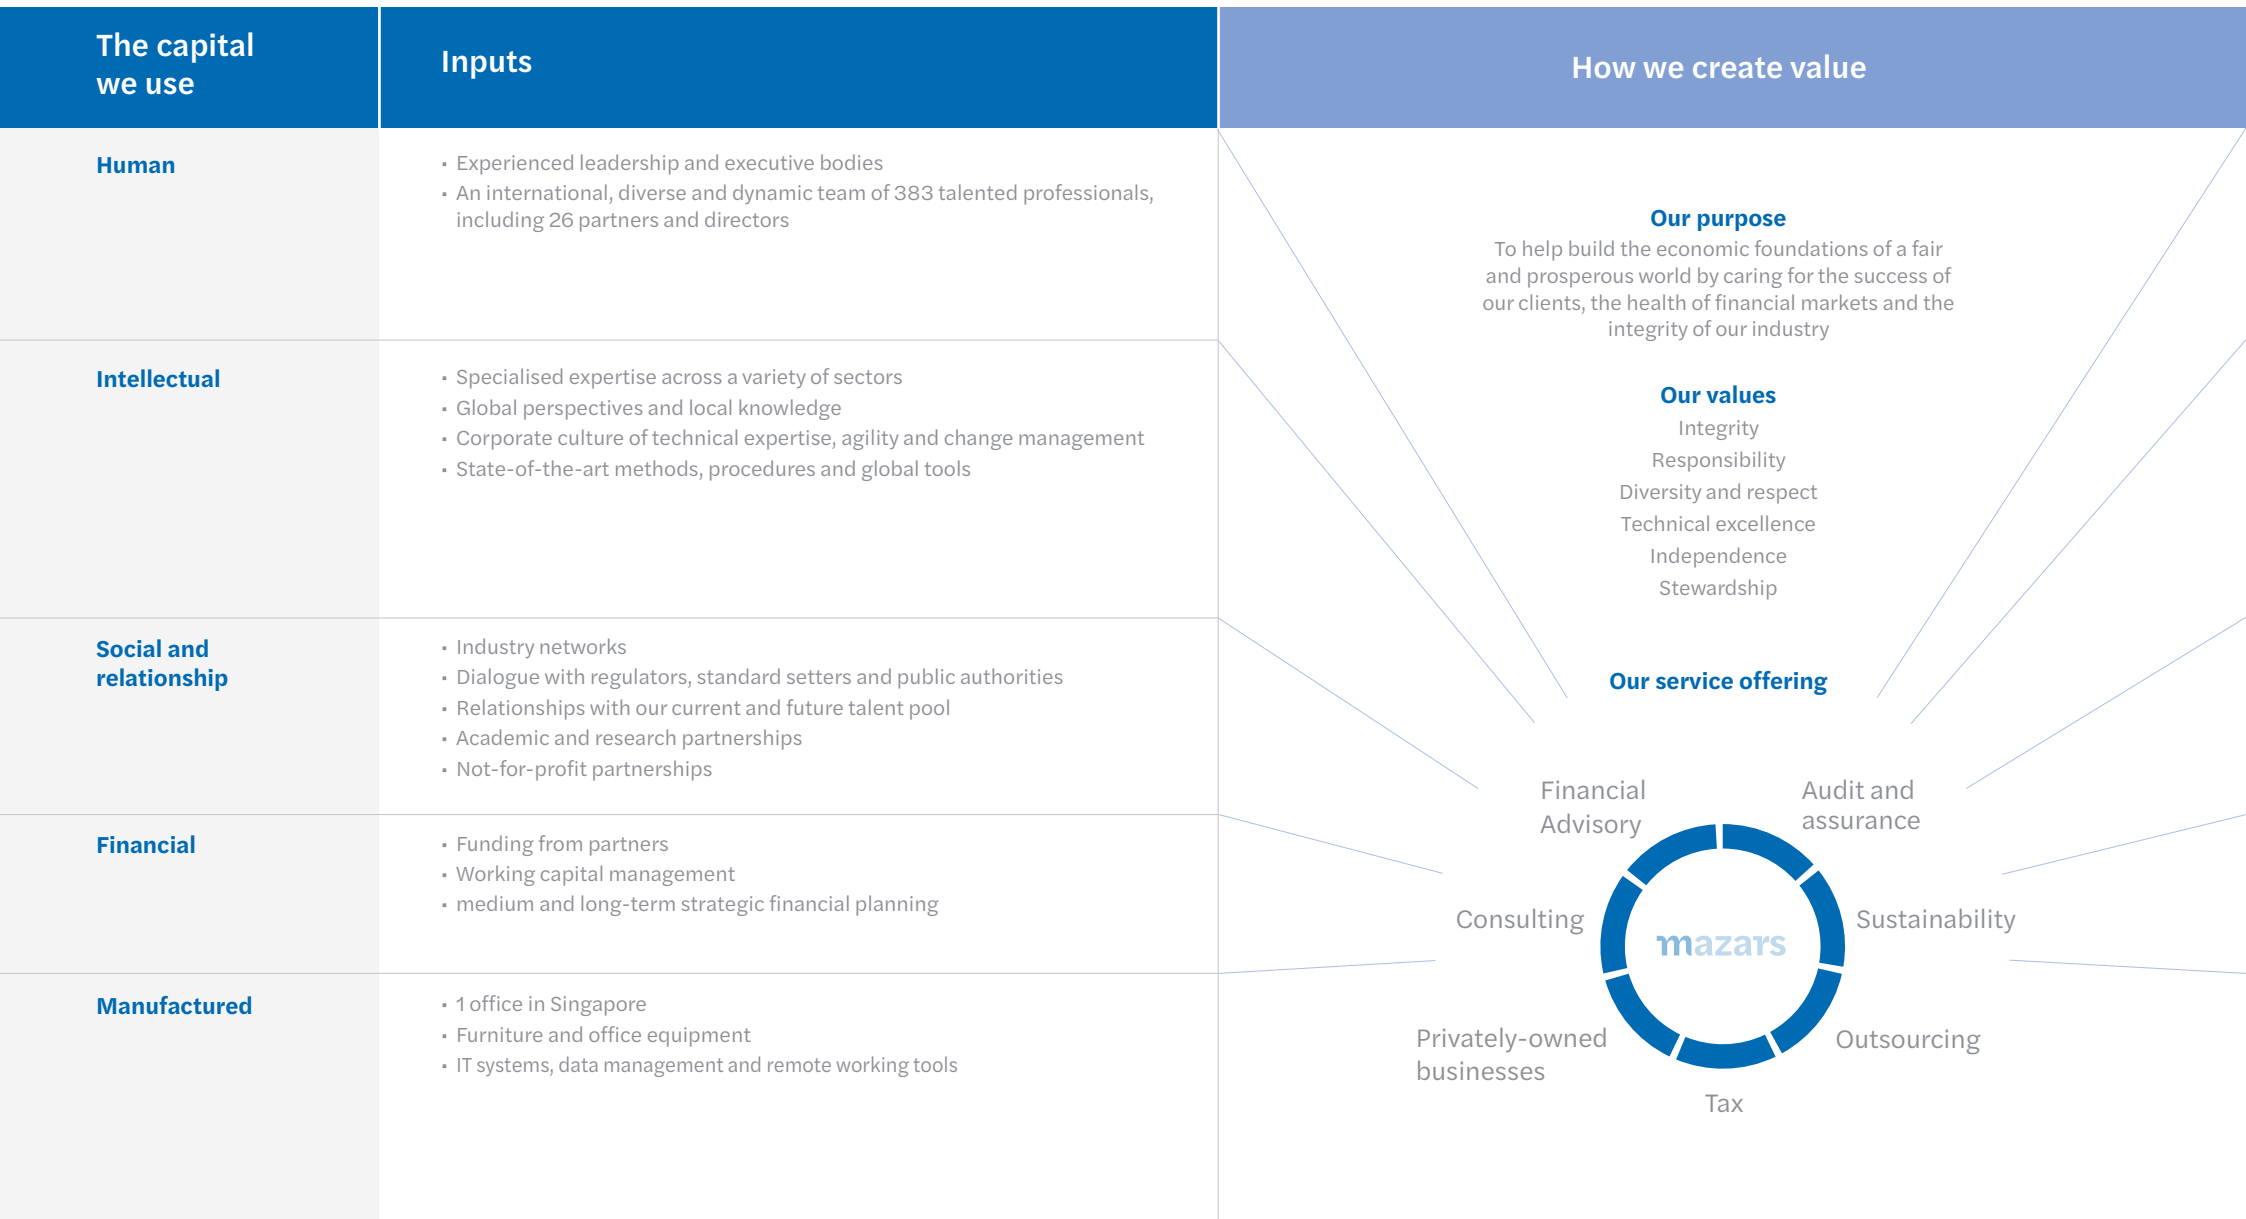 The capital
we use
Inputs
How we create value
Human
· Experienced leadership and executive bodies
· An international, diverse and dynamic team of 383 talented professionals,
including 26 partners and directors
Intellectual
· Specialised expertise across a variety of sectors
· Global perspectives and local knowledge
· Corporate culture of technical expertise, agility and change management
· State-of-the-art methods, procedures and global tools
Social and
relationship
· Industry networks
· Dialogue with regulators, standard setters and public authorities
· Relationships with our current and future talent pool
· Academic and research partnerships
· Not-for-profit partnerships
Financial
· Funding from partners
· Working capital management
· medium and long-term strategic financial planning
Manufactured
· 1 office in Singapore
· Furniture and office equipment
· IT systems, data management and remote working tools
Our purpose
To help build the economic foundations of a fair
and prosperous world by caring for the success of
our clients, the health of financial markets and the
integrity of our industry
Our values
Integrity
Responsibility
Diversity and respect
Technical excellence
Independence
Stewardship
Our service offering
Financial
Advisory
Audit and
assurance
Consulting
mazars
Sustainability
Privately-owned
businesses
Outsourcing
Tax